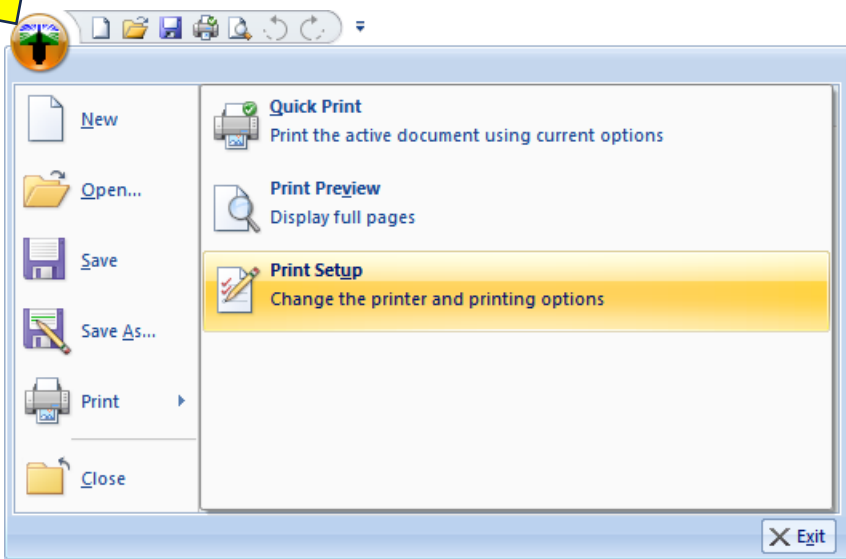 New
Open...
Save
Save As...
Print
Close
Quick Print
Print the active document using current options
Print Preview
Display full pages
Print Setup
Change the printer and printing options
Exit